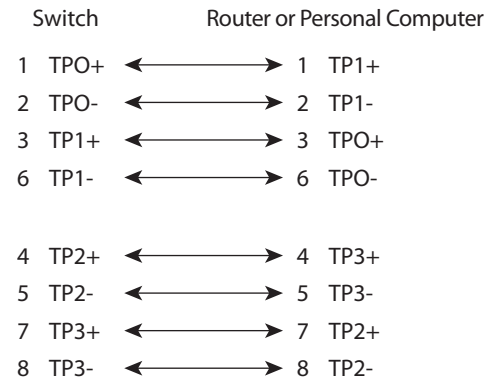 Switch Router or Personal Computer
1 TPO+ 1 TP1+
2 TPO- 2 TP1-
3 TP1+ 3 TPO+
6 TP1- 6 TPO-
4 TP2+ 4 TP3+
5 TP2- 5 TP3-
7 TP3+ 7 TP2+
8 TP3- 8 TP2-